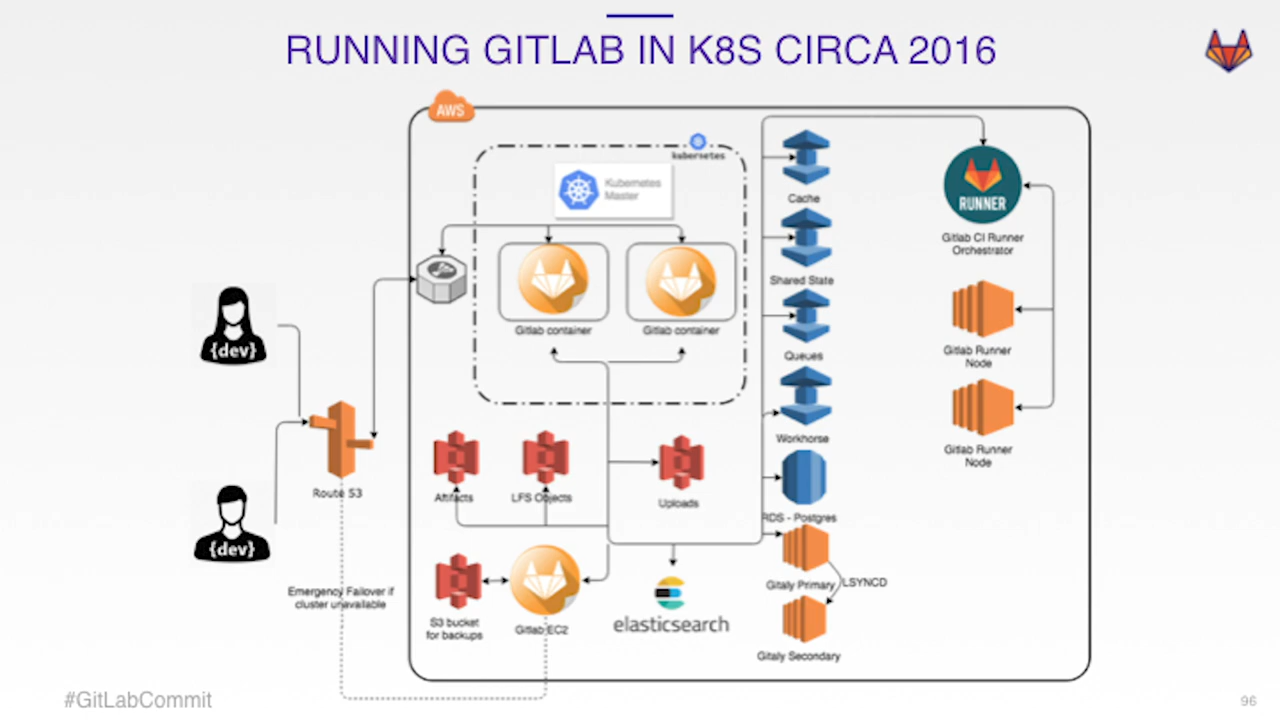 RUNNING GITLAB IN K8S CIRCA 2016
AWS
kubernetes
Kubernetes
Master
Cache
RUNNER
Gitlab CI Runner
Orchestrator
Shared State
Gitlab container
Gitlab container
{dev}
Queues
Gitlab Runner
Node
Workhorse
Gitlab Runner
Node
Route S3
Artifacts
LFS Objects
Uploads
RDS - Postgres
{dev}
Emergency Failover if
cluster unavailable
Gitaly Primary
LSYNCD
S3 bucket
for backups
Gitlab EC2
elasticsearch
Gitaly Secondary
#GitLabCommit
96